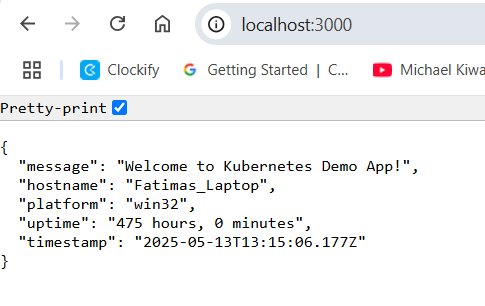 localhost:3000
Clockify
Getting Started | C...
Michael Kiwa
Pretty-print
{
"message": "Welcome to Kubernetes Demo App!",
"hostname": "Fatimas_Laptop",
"platform": "win32",
"uptime": "475 hours, 0 minutes",
"timestamp": "2025-05-13T13:15:06.177Z"
}